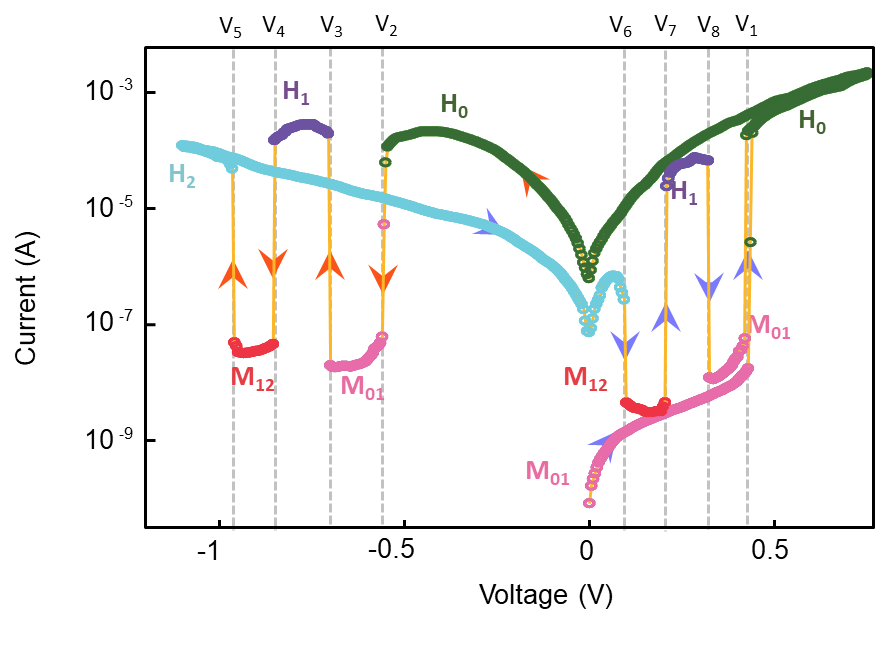 V₅ V₄ V₃ V₂ V₆ V₇ V₈ V₁
10⁻³
H₁
H₀
H₀
H₂
H₁
10⁻⁵
Current (A)
10⁻⁷
M₀₁
M₁₂
M₀₁
M₁₂
10⁻⁹
M₀₁
-1 -0.5 0 0.5
Voltage (V)